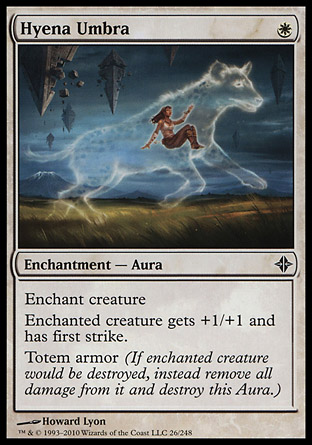 Hyena Umbra
Enchantment — Aura
Enchant creature
Enchanted creature gets +1/+1 and
has first strike.
Totem armor (If enchanted creature
would be destroyed, instead remove all
damage from it and destroy this Aura.)
Howard Lyon
™ & © 1993–2010 Wizards of the Coast LLC 26/248